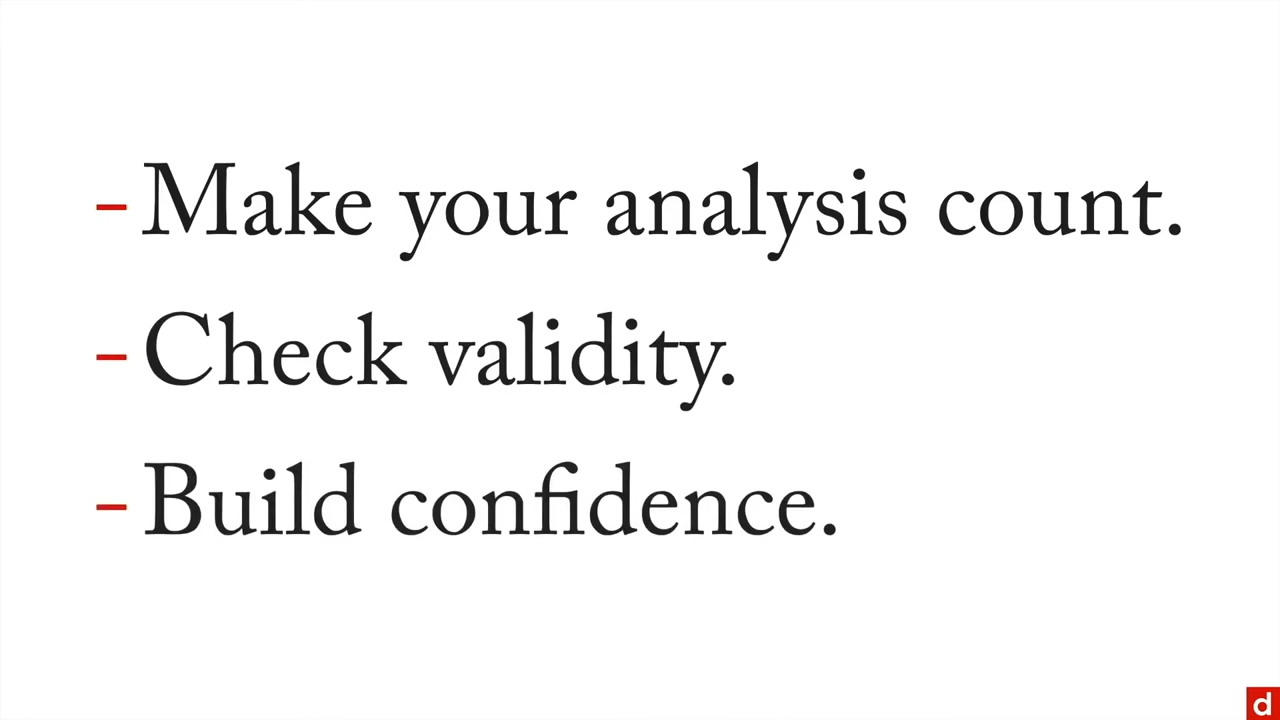 - Make your analysis count.
- Check validity.
- Build confidence.
d